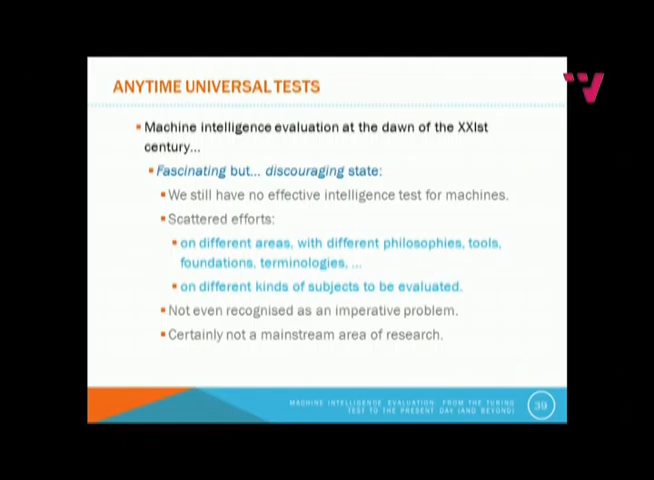 ANYTIME UNIVERSAL TESTS
Machine intelligence evaluation at the dawn of the XXIst
century...
Fascinating but... discouraging state:
We still have no effective intelligence test for machines.
Scattered efforts:
on different areas, with different philosophies, tools,
foundations, terminologies, ...
on different kinds of subjects to be evaluated.
Not even recognised as an imperative problem.
Certainly not a mainstream area of research.
MACHINE INTELLIGENCE EVALUATION: FROM THE TURING
TEST TO THE PRESENT DAY (AND BEYOND)
39